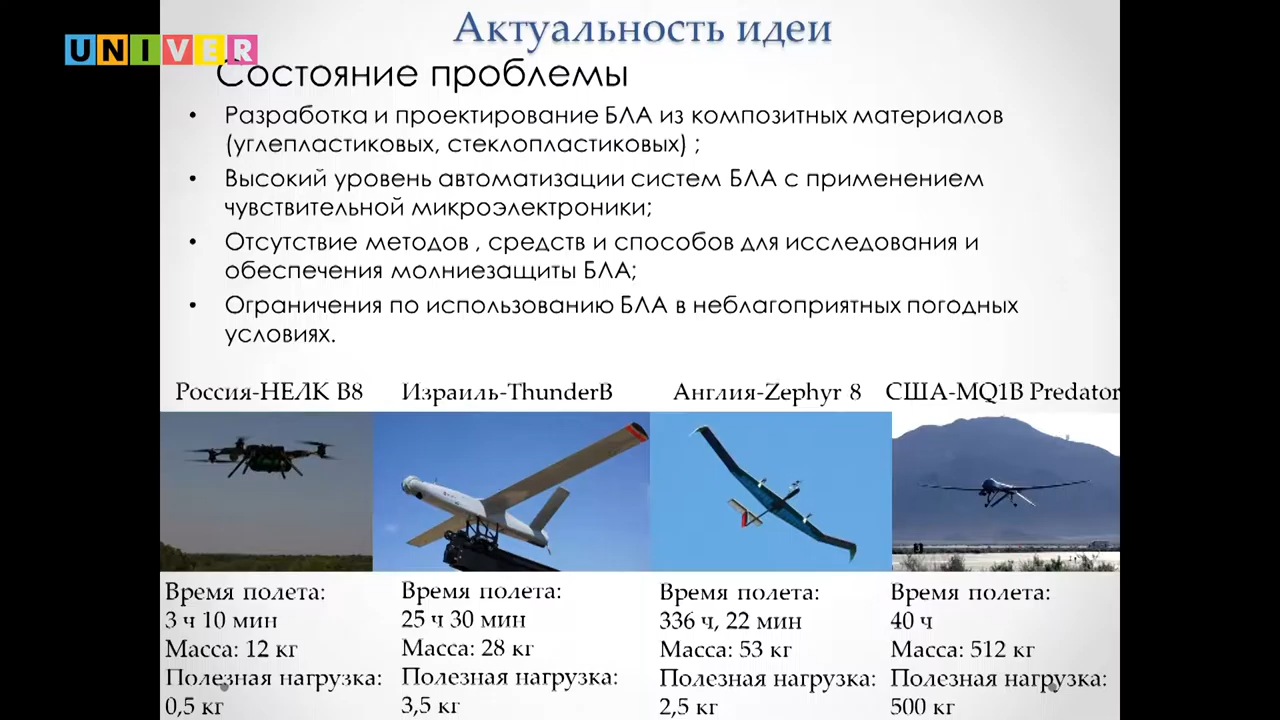 Актуальность идеи
UNIVER
Состояние проблемы
• Разработка и проектирование БЛА из композитных материалов
(углепластиковых, стеклопластиковых) ;
• Высокий уровень автоматизации систем БЛА с применением
чувствительной микроэлектроники;
• Отсутствие методов , средств и способов для исследования и
обеспечения молниезащиты БЛА;
• Ограничения по использованию БЛА в неблагоприятных погодных
условиях.
Россия-НЕЛК В8
Израиль-ThunderB
Англия-Zephyr 8
США-MQ1B Predator
Время полета:
3 ч 10 мин
Масса: 12 кг
Полезная нагрузка:
0,5 кг
Время полета:
25 ч 30 мин
Масса: 28 кг
Полезная нагрузка:
3,5 кг
Время полета:
336 ч, 22 мин
Масса: 53 кг
Полезная нагрузка:
2,5 кг
Время полета:
40 ч
Масса: 512 кг
Полезная нагрузка:
500 кг